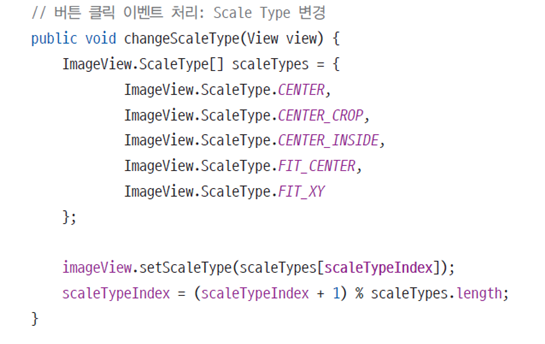 // 버튼 클릭 이벤트 처리: Scale Type 변경
public void changeScaleType(View view) {
    ImageView.ScaleType[] scaleTypes = {
            ImageView.ScaleType.CENTER,
            ImageView.ScaleType.CENTER_CROP,
            ImageView.ScaleType.CENTER_INSIDE,
            ImageView.ScaleType.FIT_CENTER,
            ImageView.ScaleType.FIT_XY
    };

    imageView.setScaleType(scaleTypes[scaleTypeIndex]);
    scaleTypeIndex = (scaleTypeIndex + 1) % scaleTypes.length;
}